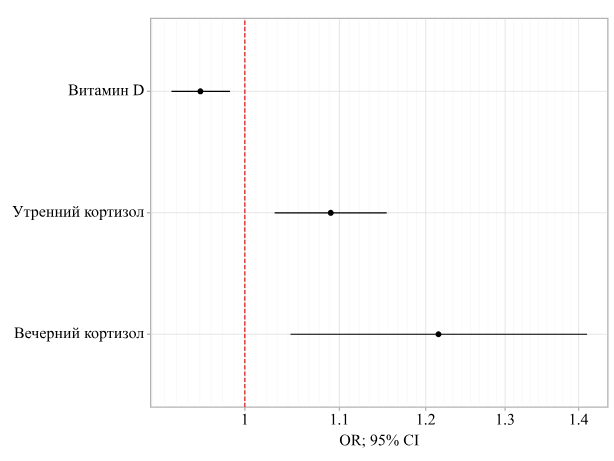 Витамин D
Утренний кортизол
Вечерний кортизол
1 1.1 1.2 1.3 1.4
OR; 95% CI